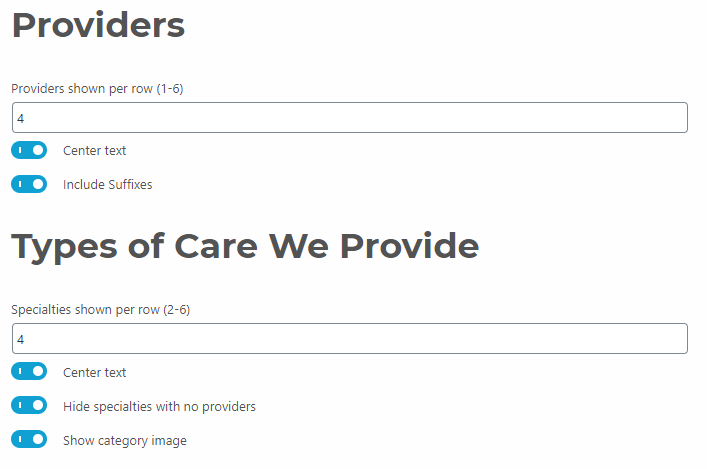 Providers
Providers shown per row (1-6)
4
Center text
Include Suffixes
Types of Care We Provide
Specialties shown per row (2-6)
4
Center text
Hide specialties with no providers
Show category image